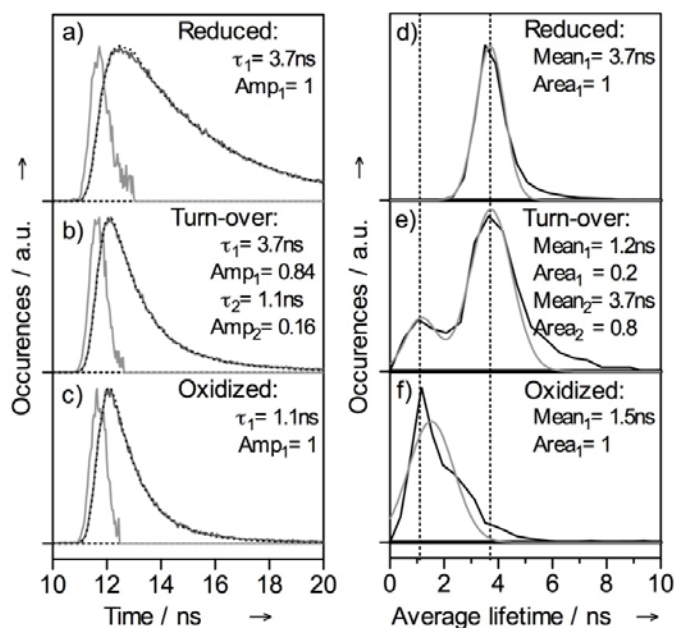 a) Reduced:
τ1= 3.7ns
Amp1= 1
b) Turn-over:
τ1= 3.7ns
Amp1= 0.84
τ2= 1.1ns
Amp2= 0.16
c) Oxidized:
τ1= 1.1ns
Amp1= 1
10 12 14 16 18 20
Time / ns →
Occurences / a.u. →
d) Reduced:
Mean1= 3.7ns
Area1= 1
e) Turn-over:
Mean1= 1.2ns
Area1 = 0.2
Mean2= 3.7ns
Area2 = 0.8
f) Oxidized:
Mean1= 1.5ns
Area1= 1
0 2 4 6 8 10
Average lifetime / ns →
Occurences / a.u. →